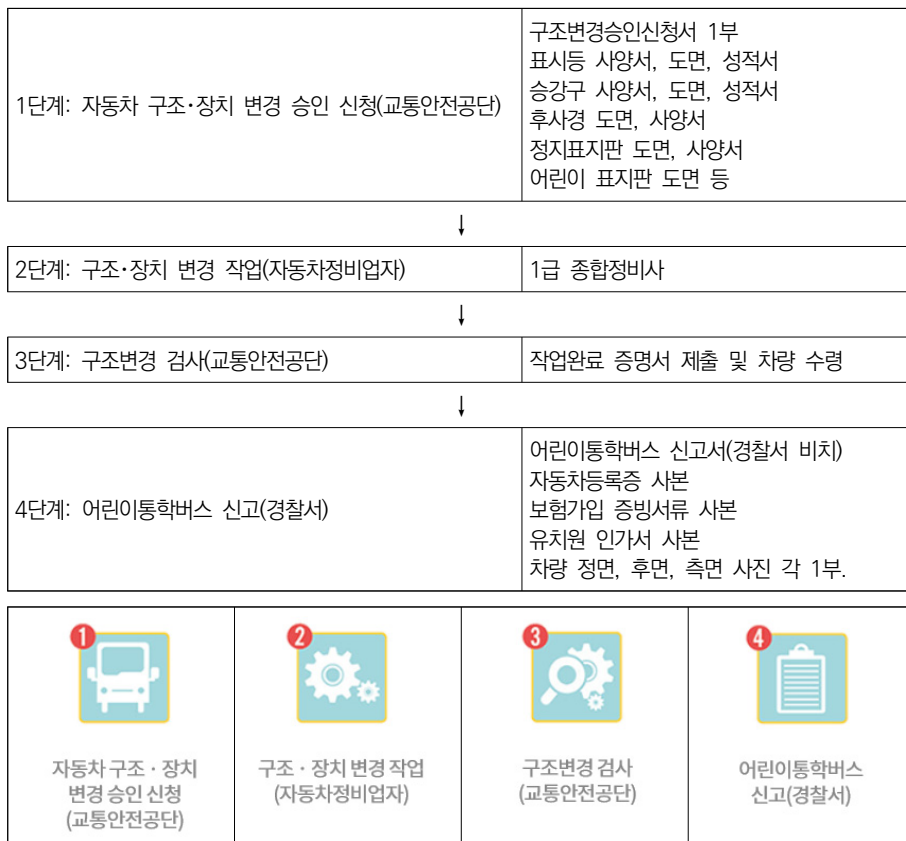 1단계: 자동차 구조·장치 변경 승인 신청(교통안전공단)
구조변경승인신청서 1부
표시등 사양서, 도면, 성적서
승강구 사양서, 도면, 성적서
후사경 도면, 사양서
정지표지판 도면, 사양서
어린이 표지판 도면 등
↓
2단계: 구조·장치 변경 작업(자동차정비업자)
1급 종합정비사
↓
3단계: 구조변경 검사(교통안전공단)
작업완료 증명서 제출 및 차량 수령
↓
4단계: 어린이통학버스 신고(경찰서)
어린이통학버스 신고서(경찰서 비치)
자동차등록증 사본
보험가입 증빙서류 사본
유치원 인가서 사본
차량 정면, 후면, 측면 사진 각 1부.
1
자동차 구조 · 장치
변경 승인 신청
(교통안전공단)
2
구조 · 장치 변경 작업
(자동차정비업자)
3
구조변경 검사
(교통안전공단)
4
어린이통학버스
신고(경찰서)